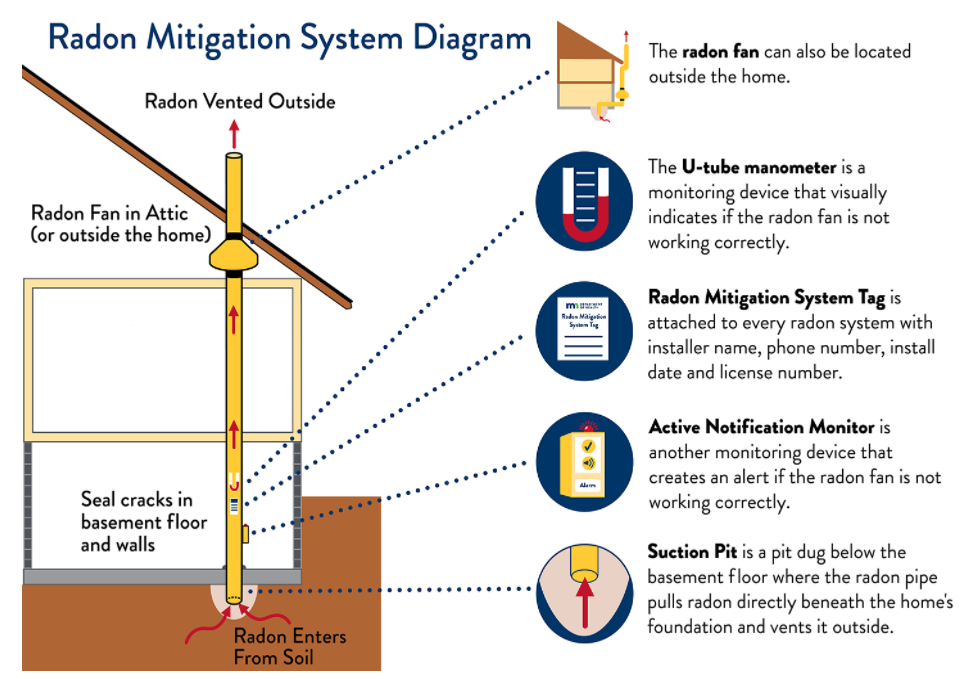 Radon Mitigation System Diagram
Radon Vented Outside
Radon Fan in Attic
(or outside the home)
Seal cracks in
basement floor
and walls
Radon Enters
From Soil
The radon fan can also be located
outside the home.
The U-tube manometer is a
monitoring device that visually
indicates if the radon fan is not
working correctly.
DEPARTMENT
OF HEALTH
Radon Mitigation
System Tag
Radon Mitigation System Tag is
attached to every radon system with
installer name, phone number, install
date and license number.
Alarm
Active Notification Monitor is
another monitoring device that
creates an alert if the radon fan is not
working correctly.
Suction Pit is a pit dug below the
basement floor where the radon pipe
pulls radon directly beneath the home's
foundation and vents it outside.